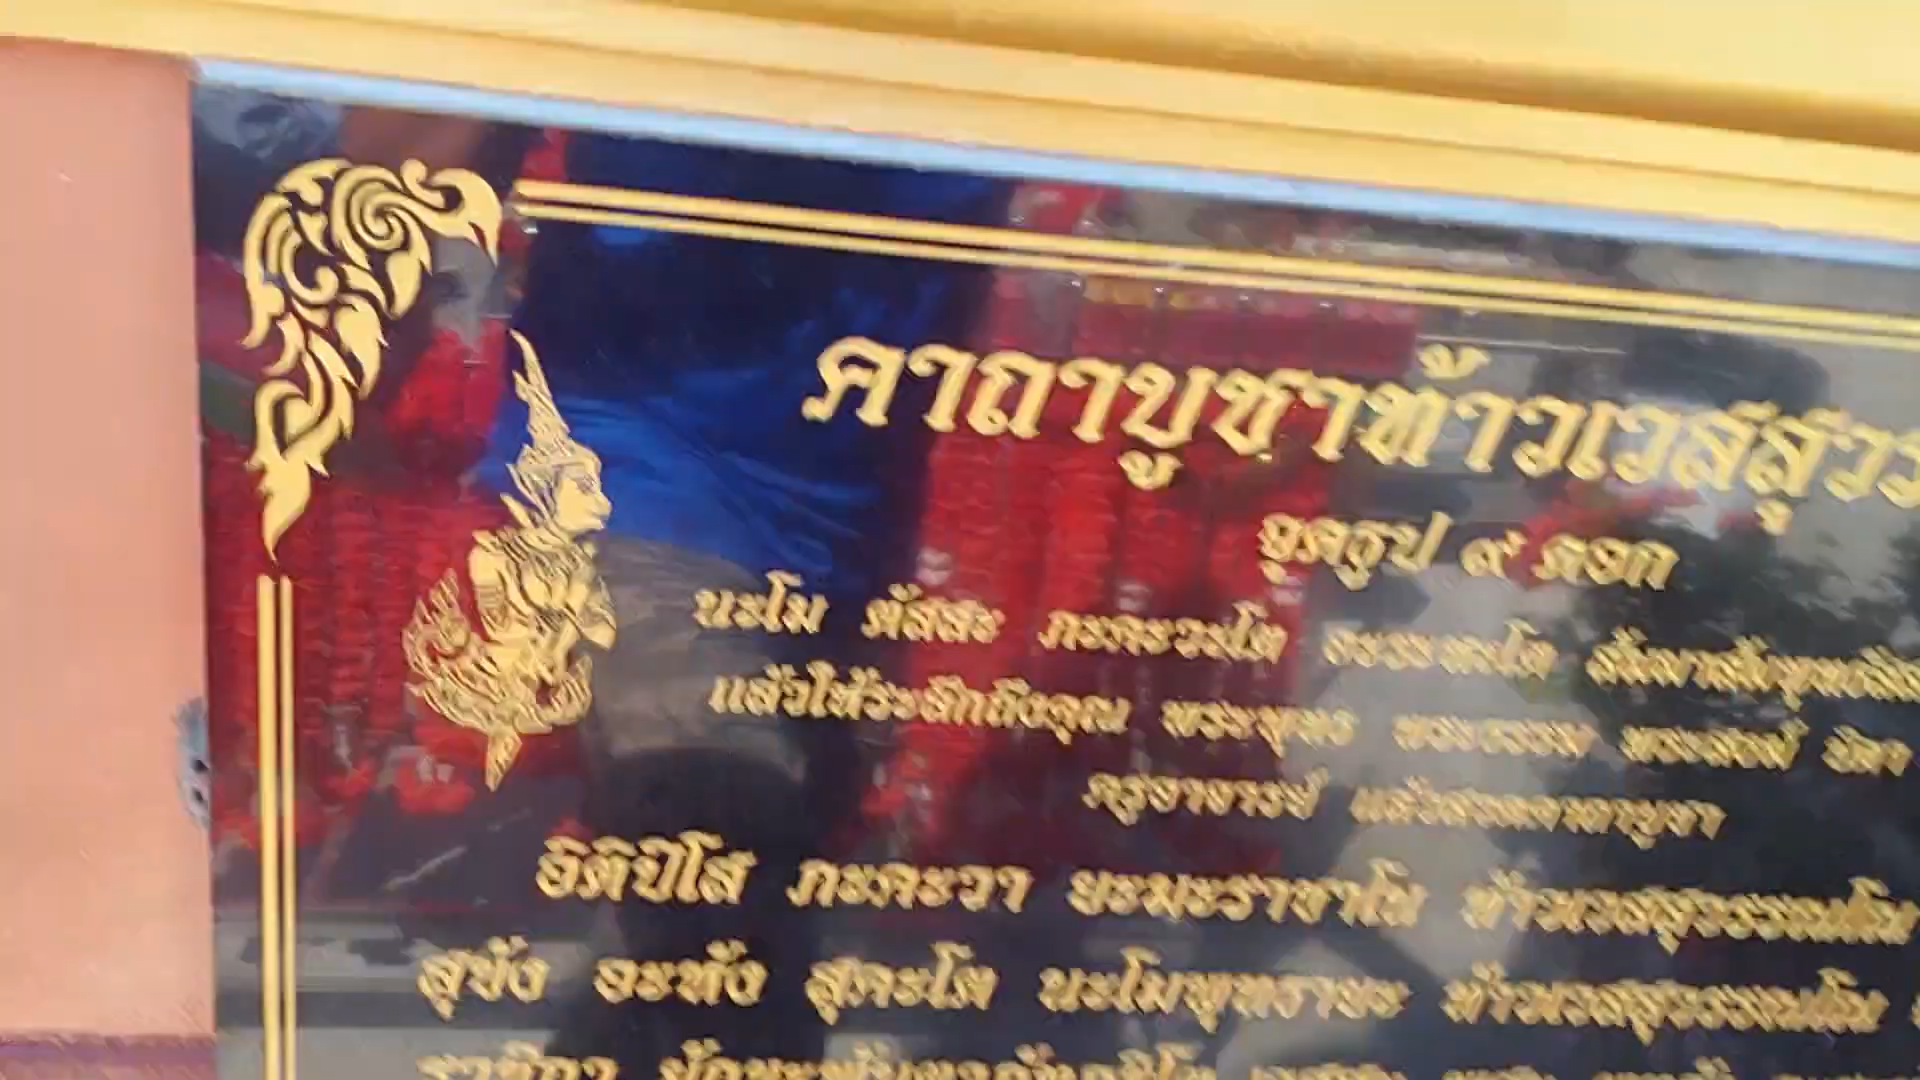 คาถาบูชาท้าวเวสสุวร
จุดธูป ๙ ดอก
นะโม ตัสสะ ภะคะวะโต อะระหะโต สัมมาสัมพุทธัส
แล้วให้ระลึกถึงคุณ พระพุทธ พระธรรม พระสงฆ์ บิดา
ครูอาจารย์ แล้วสวดคาถาบูชา
อิติปิโส ภะคะวา ยะมะราชาโน ท้าวเวสสุวรรณโณ
สุขัง อะหัง สุคะโต นะโมพุทธายะ ท้าวเวสสุวรรณโณ